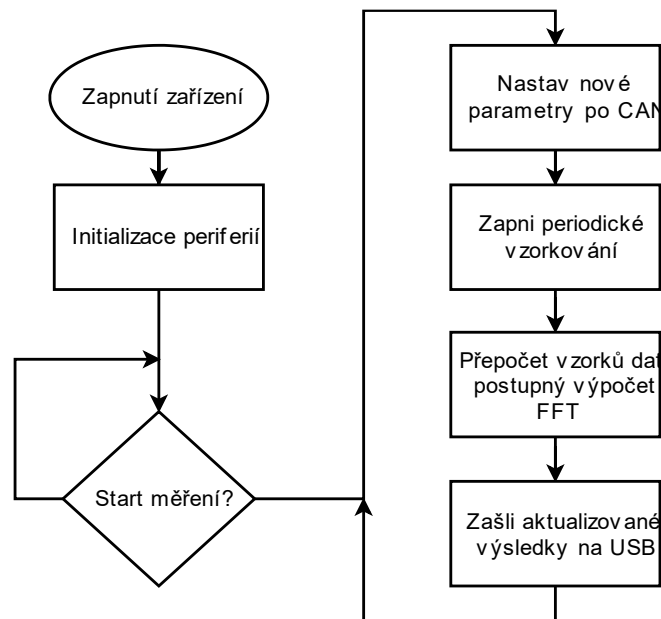 Zapnutí zařízení
Initializace periferií
Start měření?
Nastav nové
parametry po CAN
Zapni periodické
vzorkování
Přepočet vzorků dat
postupný výpočet
FFT
Zašli aktualizované
výsledky na USB